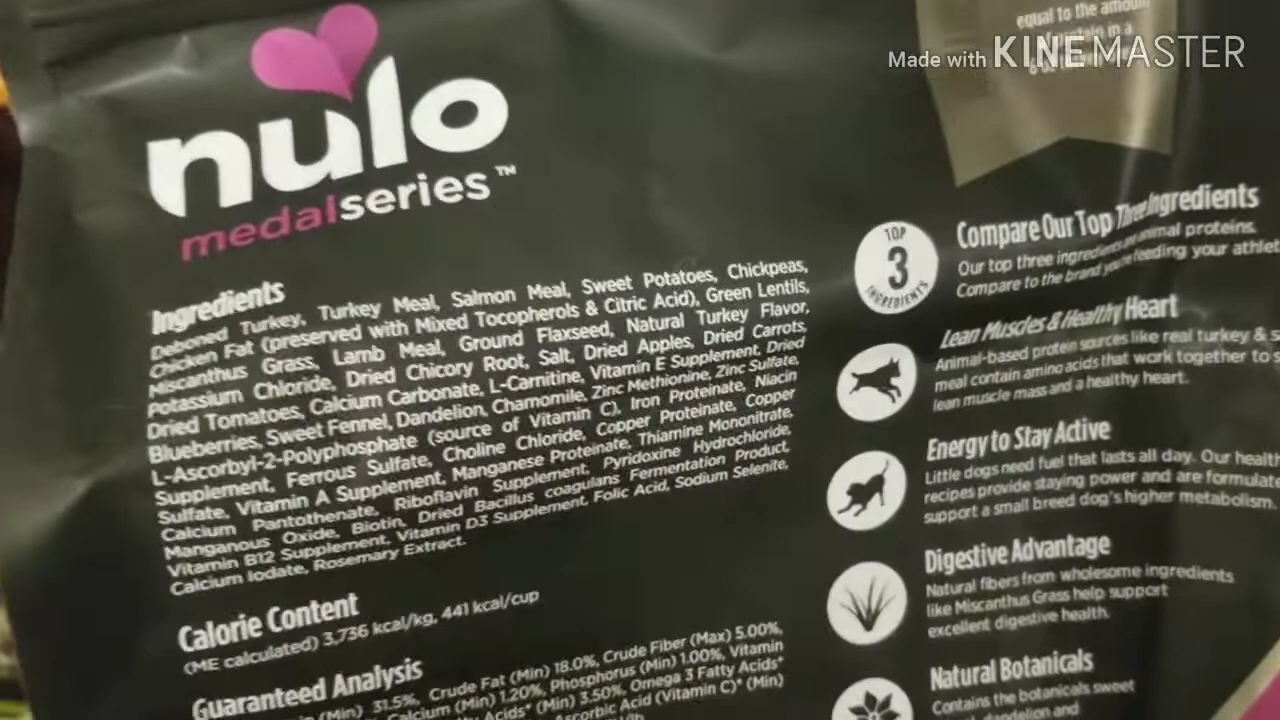 equal to the amount
in a
Made with KINEMASTER
nulo
medalseries™
Ingredients
Deboned Turkey, Turkey Meal, Salmon Meal, Sweet Potatoes, Chickpeas,
Chicken Fat (preserved with Mixed Tocopherols & Citric Acid), Green Lentils,
Miscanthus Grass, Lamb Meal, Ground Flaxseed, Natural Turkey Flavor,
Potassium Chloride, Dried Chicory Root, Salt, Dried Apples, Dried Carrots,
Dried Tomatoes, Calcium Carbonate, L-Carnitine, Vitamin E Supplement, Dried
Blueberries, Sweet Fennel, Dandelion, Chamomile, Zinc Methionine, Zinc Sulfate,
L-Ascorbyl-2-Polyphosphate (source of Vitamin C), Iron Proteinate, Niacin
Supplement, Ferrous Sulfate, Choline Chloride, Copper Proteinate, Copper
Sulfate, Vitamin A Supplement, Manganese Proteinate, Thiamine Mononitrate,
Calcium Pantothenate, Riboflavin Supplement, Pyridoxine Hydrochloride,
Manganous Oxide, Biotin, Dried Bacillus coagulans Fermentation Product,
Vitamin B12 Supplement, Vitamin D3 Supplement, Folic Acid, Sodium Selenite,
Calcium Iodate, Rosemary Extract.
Calorie Content
(ME calculated) 3,736 kcal/kg, 441 kcal/cup
Guaranteed Analysis
(Min) 31.5%, Crude Fat (Min) 18.0%, Crude Fiber (Max) 5.00%,
Calcium (Min) 1.20%, Phosphorus (Min) 1.00%, Vitamin
Acids* (Min) 3.50%, Omega 3 Fatty Acids*
Ascorbic Acid (Vitamin C)* (Min)
TOP
3
INGREDIENTS
Compare Our Top Three Ingredients
Our top three ingredients are animal proteins.
Compare to the brand you're feeding your athlet
Lean Muscles & Healthy Heart
Animal-based protein sources like real turkey & s
meal contain amino acids that work together to s
lean muscle mass and a healthy heart.
Energy to Stay Active
Little dogs need fuel that lasts all day. Our health
recipes provide staying power and are formulate
support a small breed dog's higher metabolism.
Digestive Advantage
Natural fibers from wholesome ingredients
like Miscanthus Grass help support
excellent digestive health.
Natural Botanicals
Contains the botanicals sweet
dandelion and